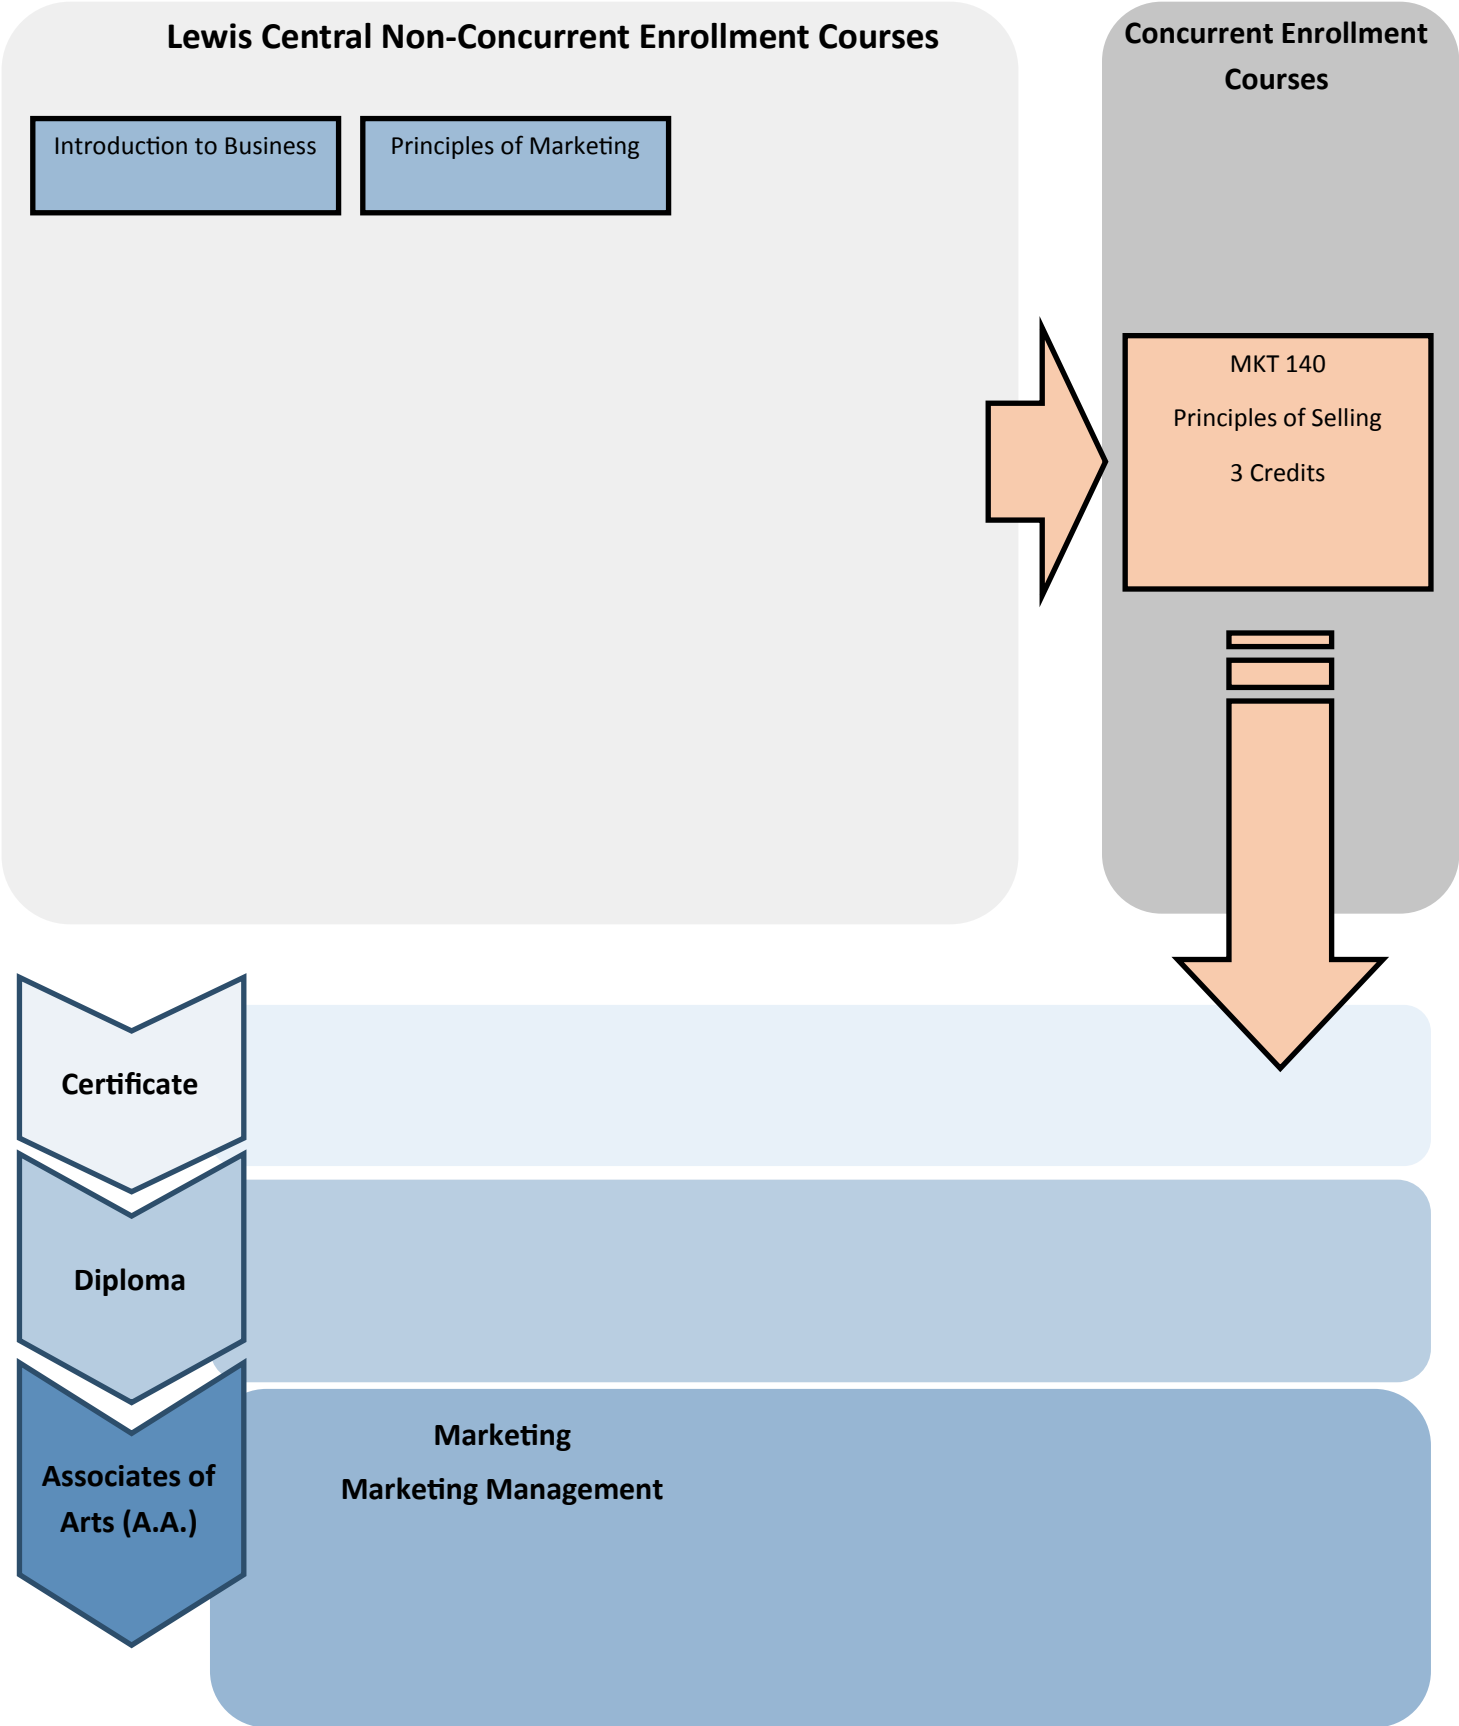 Lewis Central Non-Concurrent Enrollment Courses
Introduction to Business
Principles of Marketing
Concurrent Enrollment
Courses
MKT 140
Principles of Selling
3 Credits
Certificate
Diploma
Associates of
Arts (A.A.)
Marketing
Marketing Management